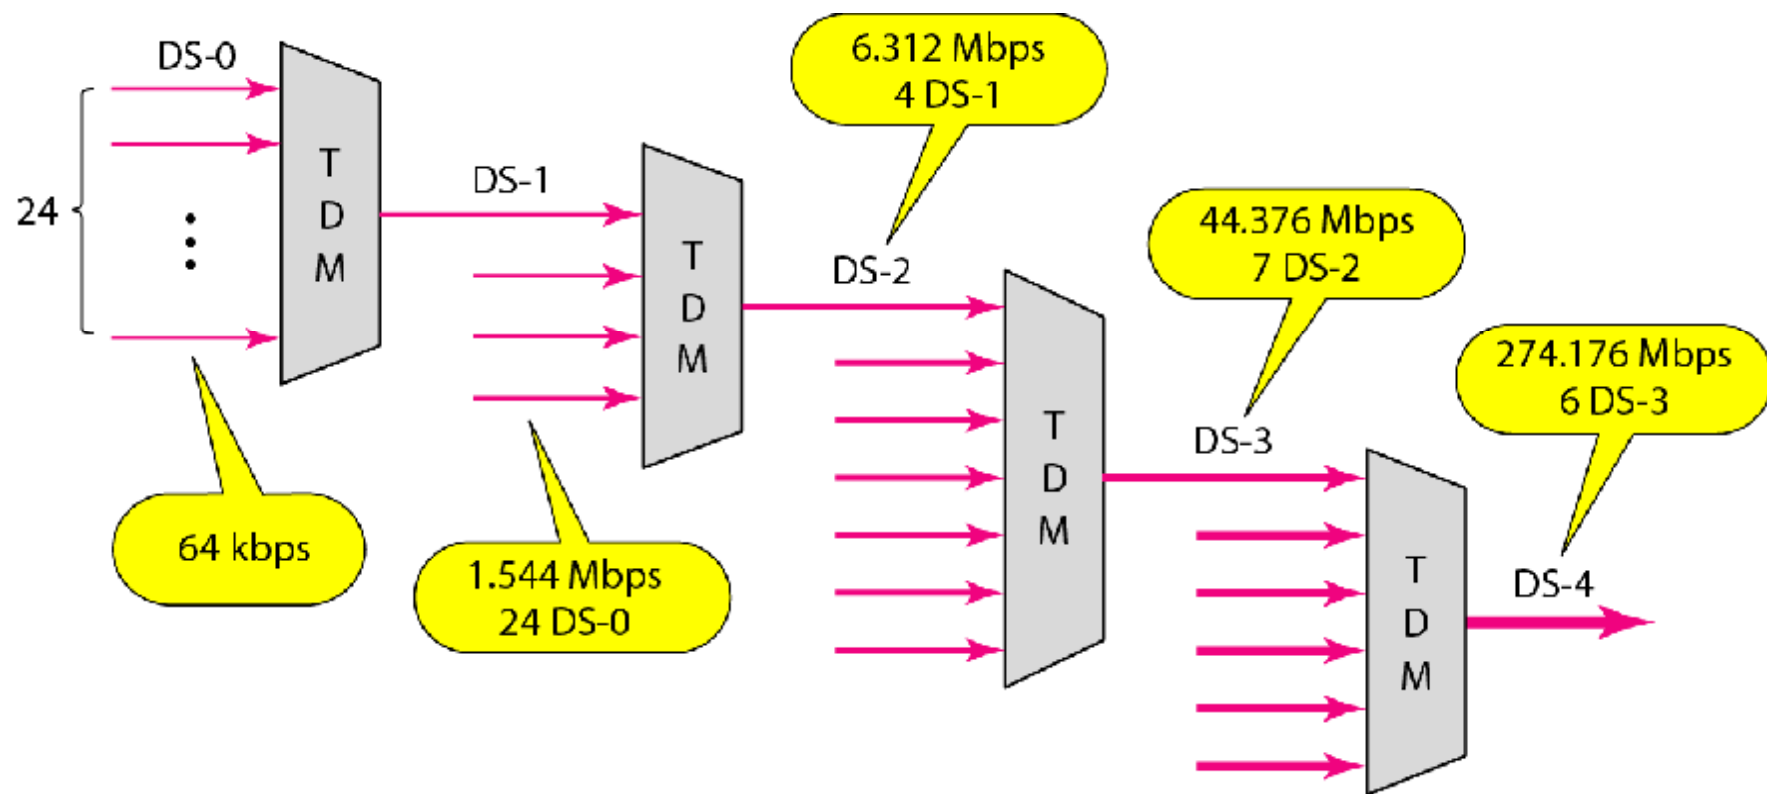 DS-0
24
T
D
M
64 kbps
DS-1
1.544 Mbps
24 DS-0
T
D
M
6.312 Mbps
4 DS-1
DS-2
T
D
M
44.376 Mbps
7 DS-2
DS-3
T
D
M
274.176 Mbps
6 DS-3
DS-4